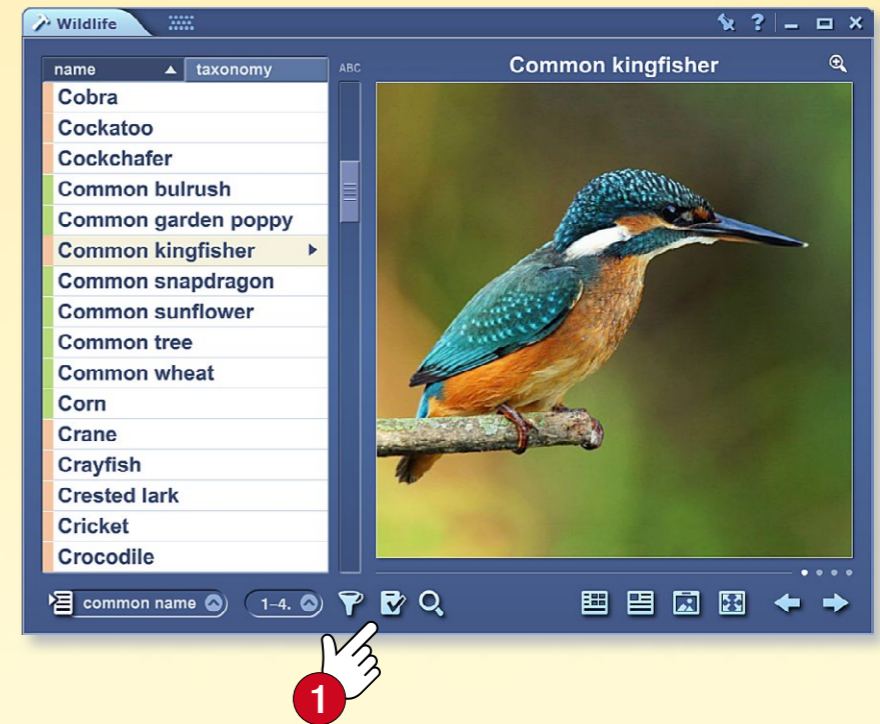 Wildlife
?
name taxonomy ABC
Common kingfisher
Cobra
Cockatoo
Cockchafer
Common bulrush
Common garden poppy
Common kingfisher
Common snapdragon
Common sunflower
Common tree
Common wheat
Corn
Crane
Crayfish
Crested lark
Cricket
Crocodile
common name 1–4.
1